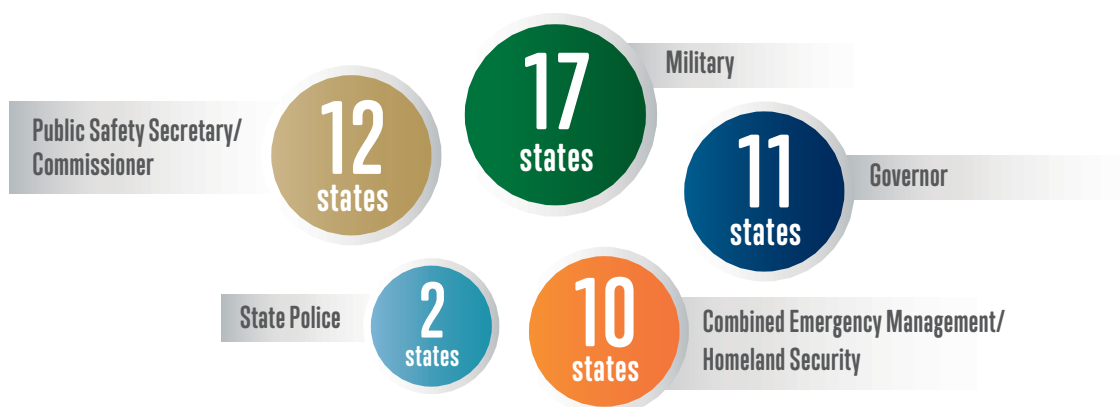 17
states
Military
12
states
Public Safety Secretary/
Commissioner
11
states
Governor
2
states
State Police
10
states
Combined Emergency Management/
Homeland Security